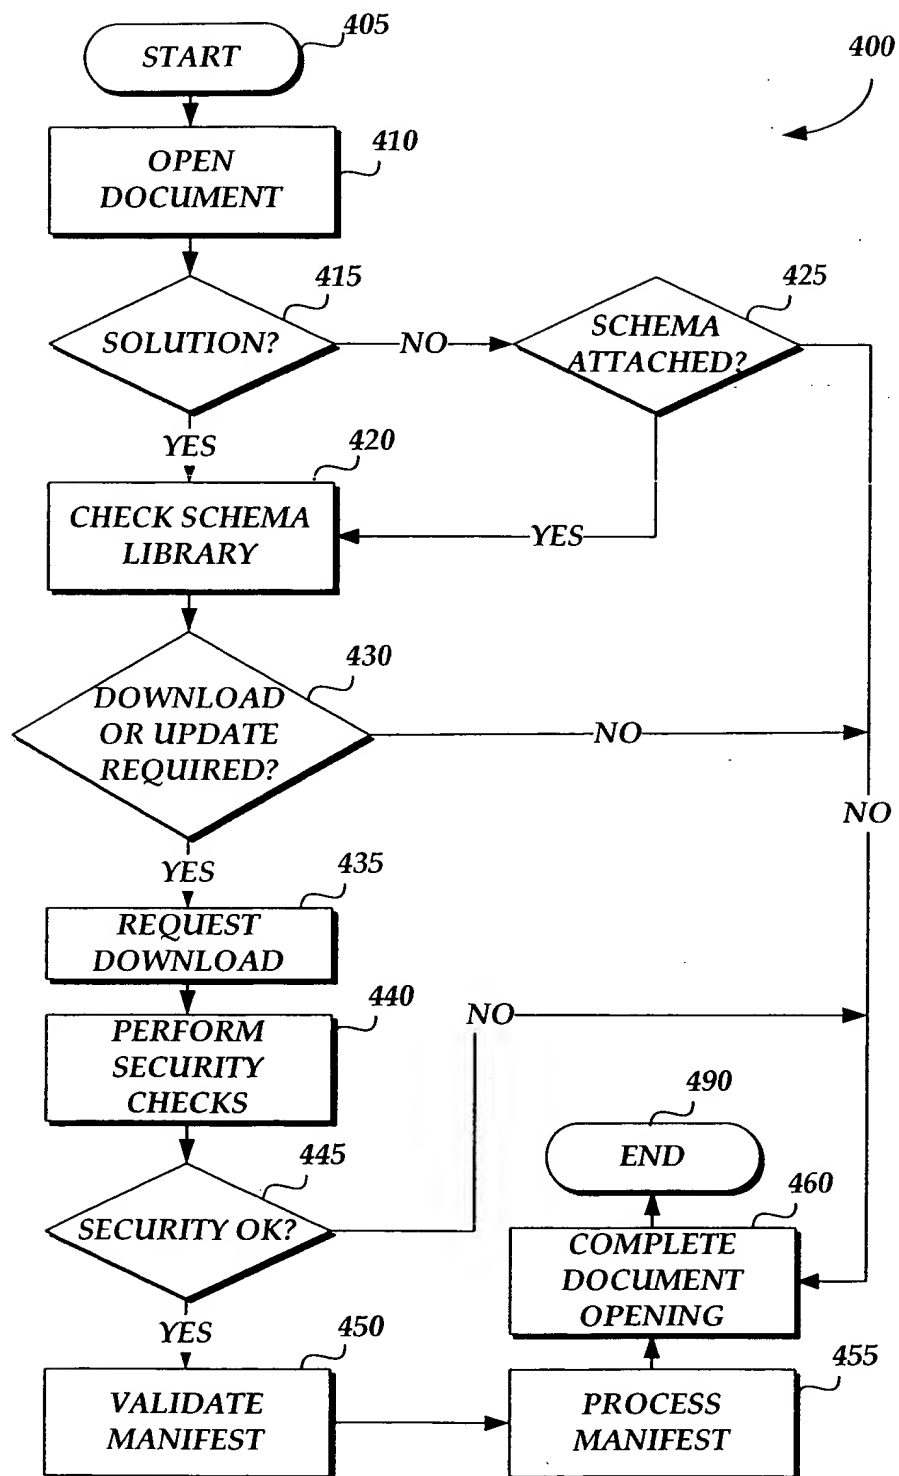 405
START
400
410
OPEN
DOCUMENT
415
425
SOLUTION?
NO
SCHEMA
ATTACHED?
YES
420
CHECK SCHEMA
LIBRARY
YES
430
DOWNLOAD
OR UPDATE
REQUIRED?
NO
NO
YES
435
REQUEST
DOWNLOAD
440
NO
PERFORM
SECURITY
CHECKS
490
END
445
SECURITY OK?
460
COMPLETE
DOCUMENT
OPENING
YES
450
VALIDATE
MANIFEST
455
PROCESS
MANIFEST